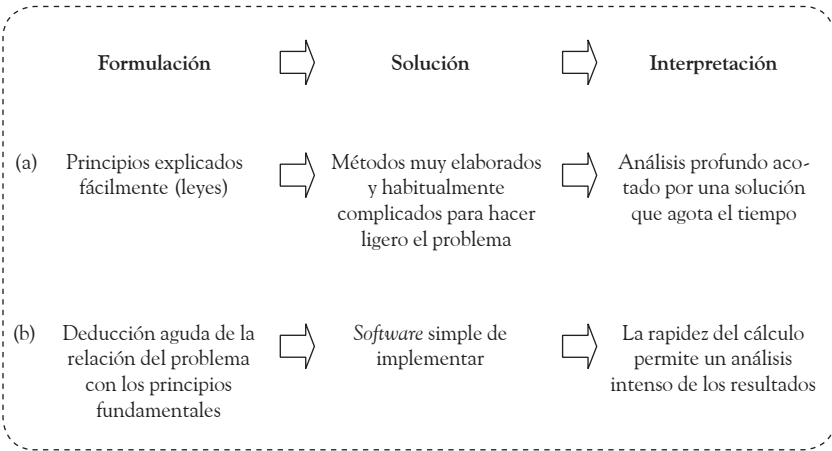 Formulación
Solución
Interpretación
(a)
Principios explicados
fácilmente (leyes)
Métodos muy elaborados
y habitualmente
complicados para hacer
ligero el problema
Análisis profundo aco-
tado por una solución
que agota el tiempo
(b)
Deducción aguda de la
relación del problema
con los principios
fundamentales
Software simple de
implementar
La rapidez del cálculo
permite un análisis
intenso de los resultados